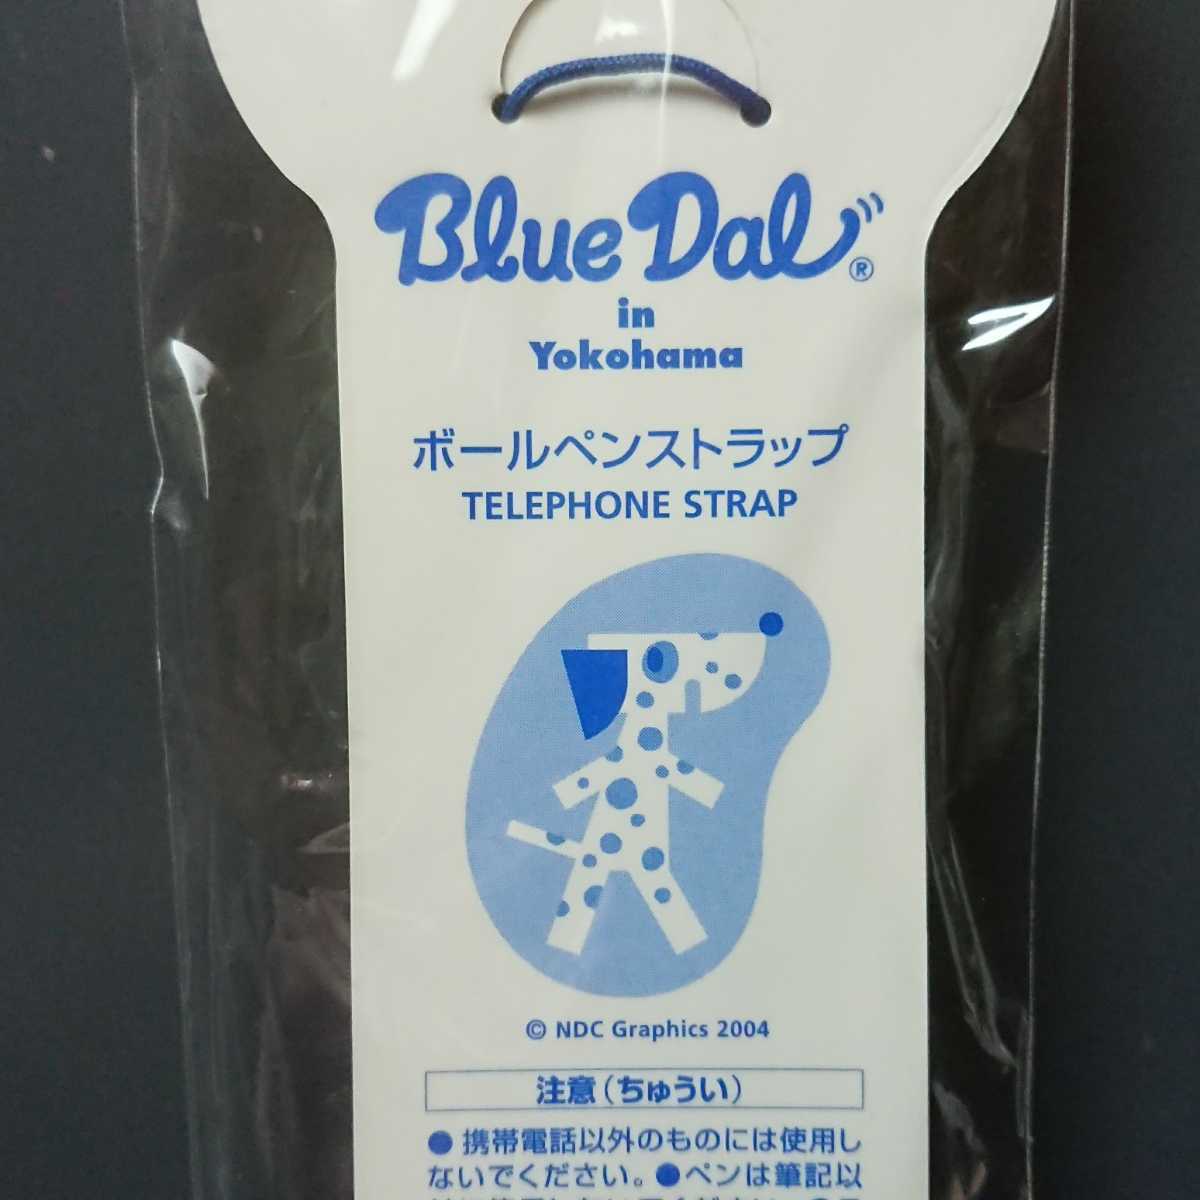 Blue Dal®
in
Yokohama
ボールペンストラップ
TELEPHONE STRAP
© NDC Graphics 2004
注意(ちゅうい)
●携帯電話以外のものには使用し
ないでください。●ペンは筆記以